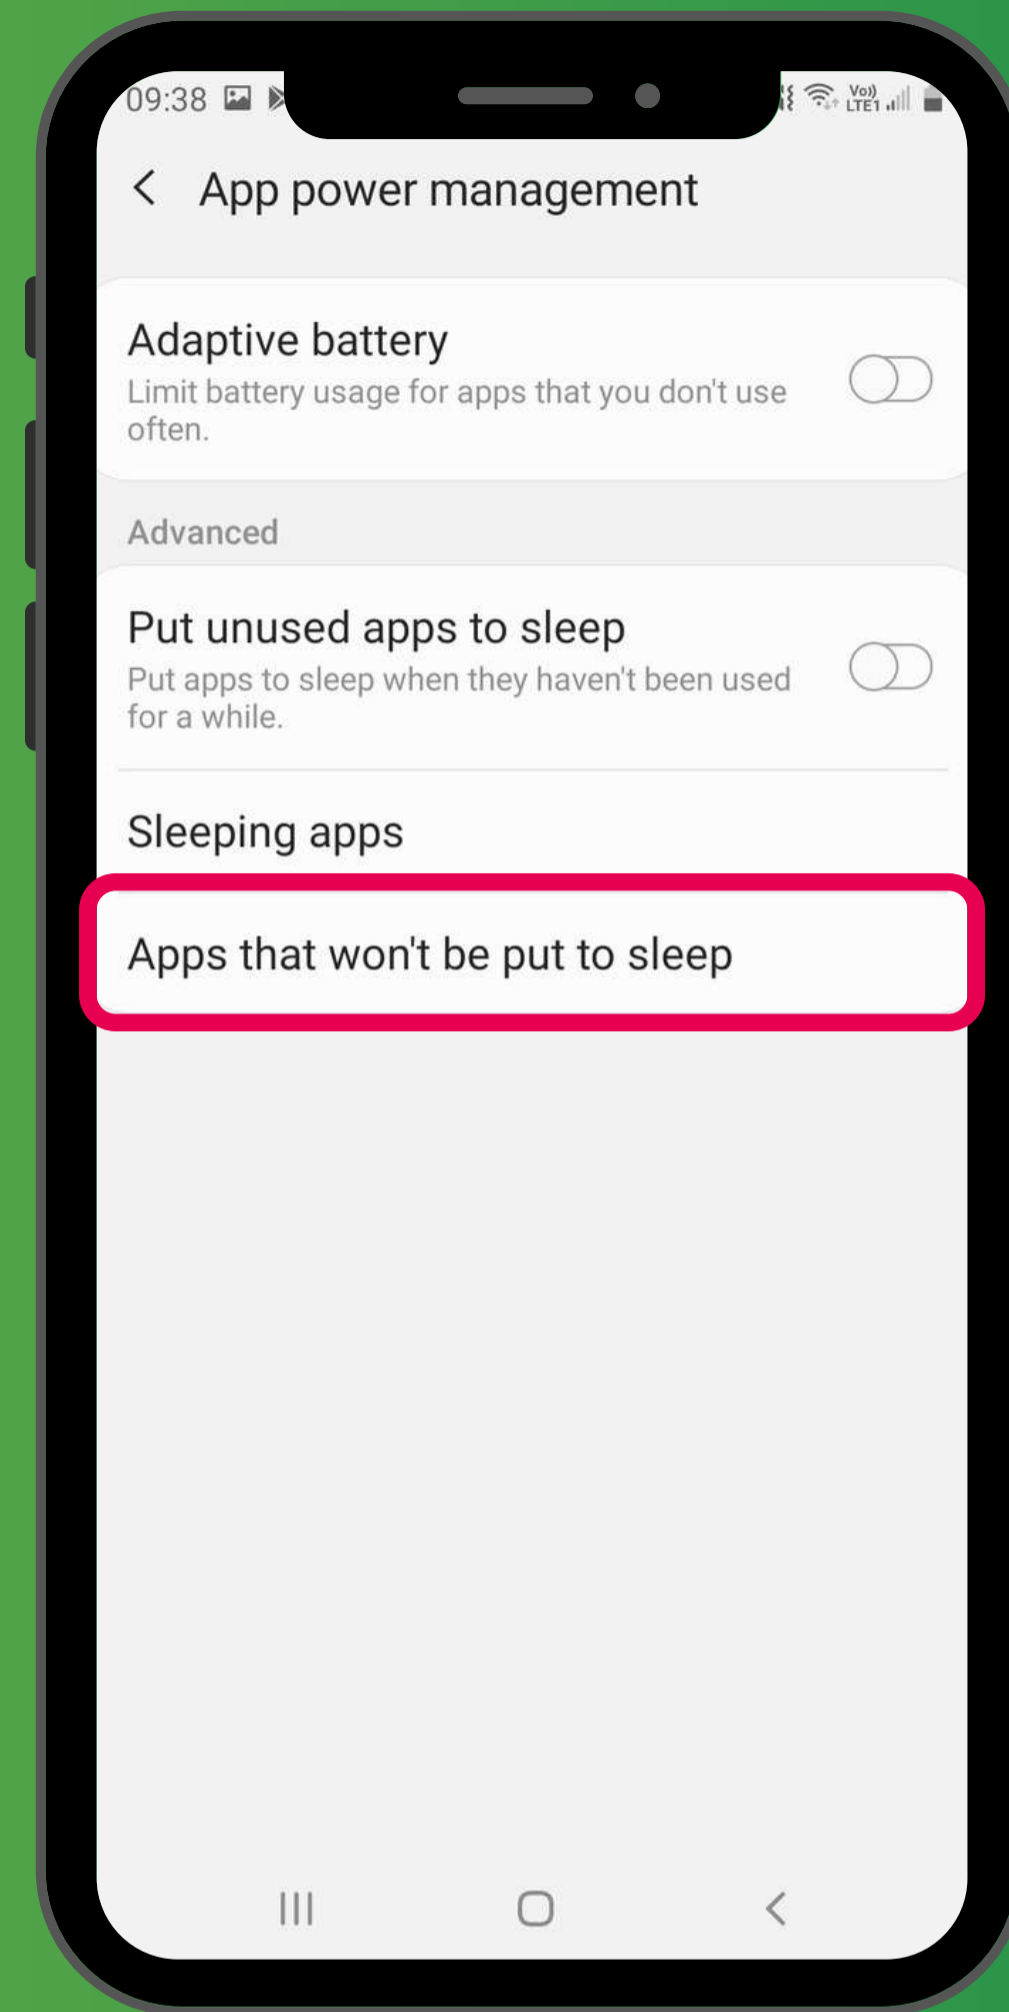 09:38
Vo))
LTE1
App power management
Adaptive battery
Limit battery usage for apps that you don't use
often.
Advanced
Put unused apps to sleep
Put apps to sleep when they haven't been used
for a while.
Sleeping apps
Apps that won't be put to sleep